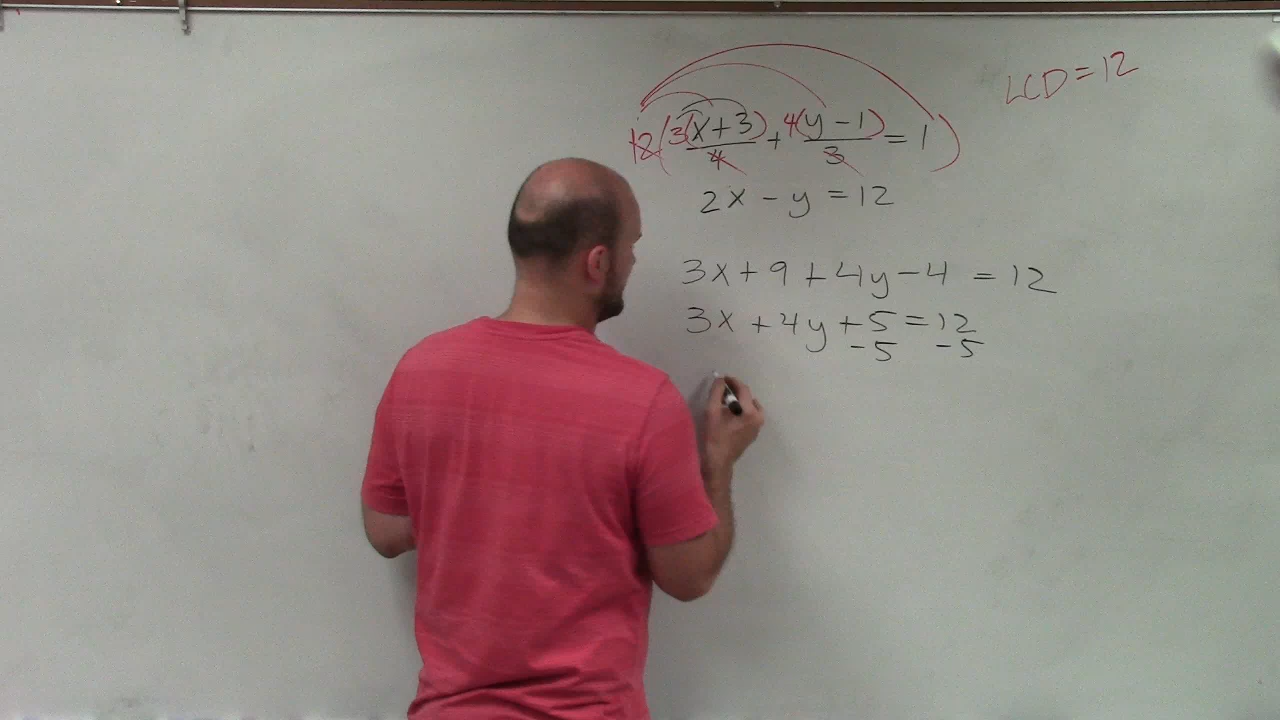 LCD=12
12(3(x+3)/4 + 4(y-1)/3 = 1)
2x - y = 12
3x + 9 + 4y - 4 = 12
3x + 4y + 5 = 12
-5 -5